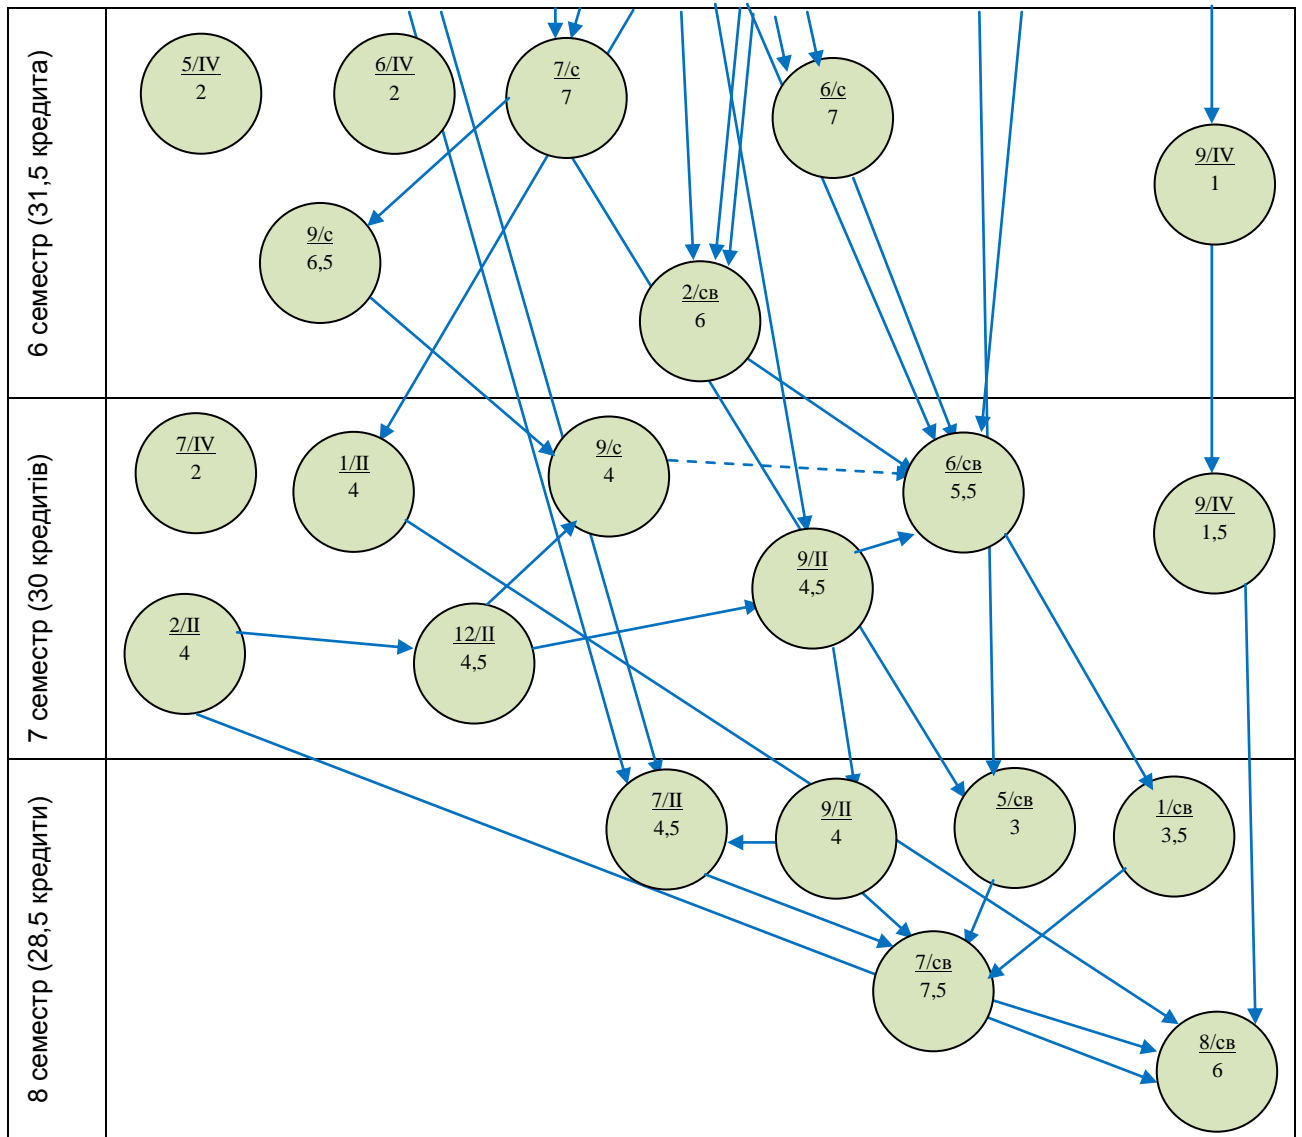 6 семестр (31,5 кредита)
5/IV
2
6/IV
2
7/с
7
6/с
7
9/IV
1
9/с
6,5
2/св
6
7 семестр (30 кредитів)
7/IV
2
1/II
4
9/с
4
6/св
5,5
9/IV
1,5
9/II
4,5
2/II
4
12/II
4,5
8 семестр (28,5 кредити)
7/II
4,5
9/II
4
5/св
3
1/св
3,5
7/св
7,5
8/св
6